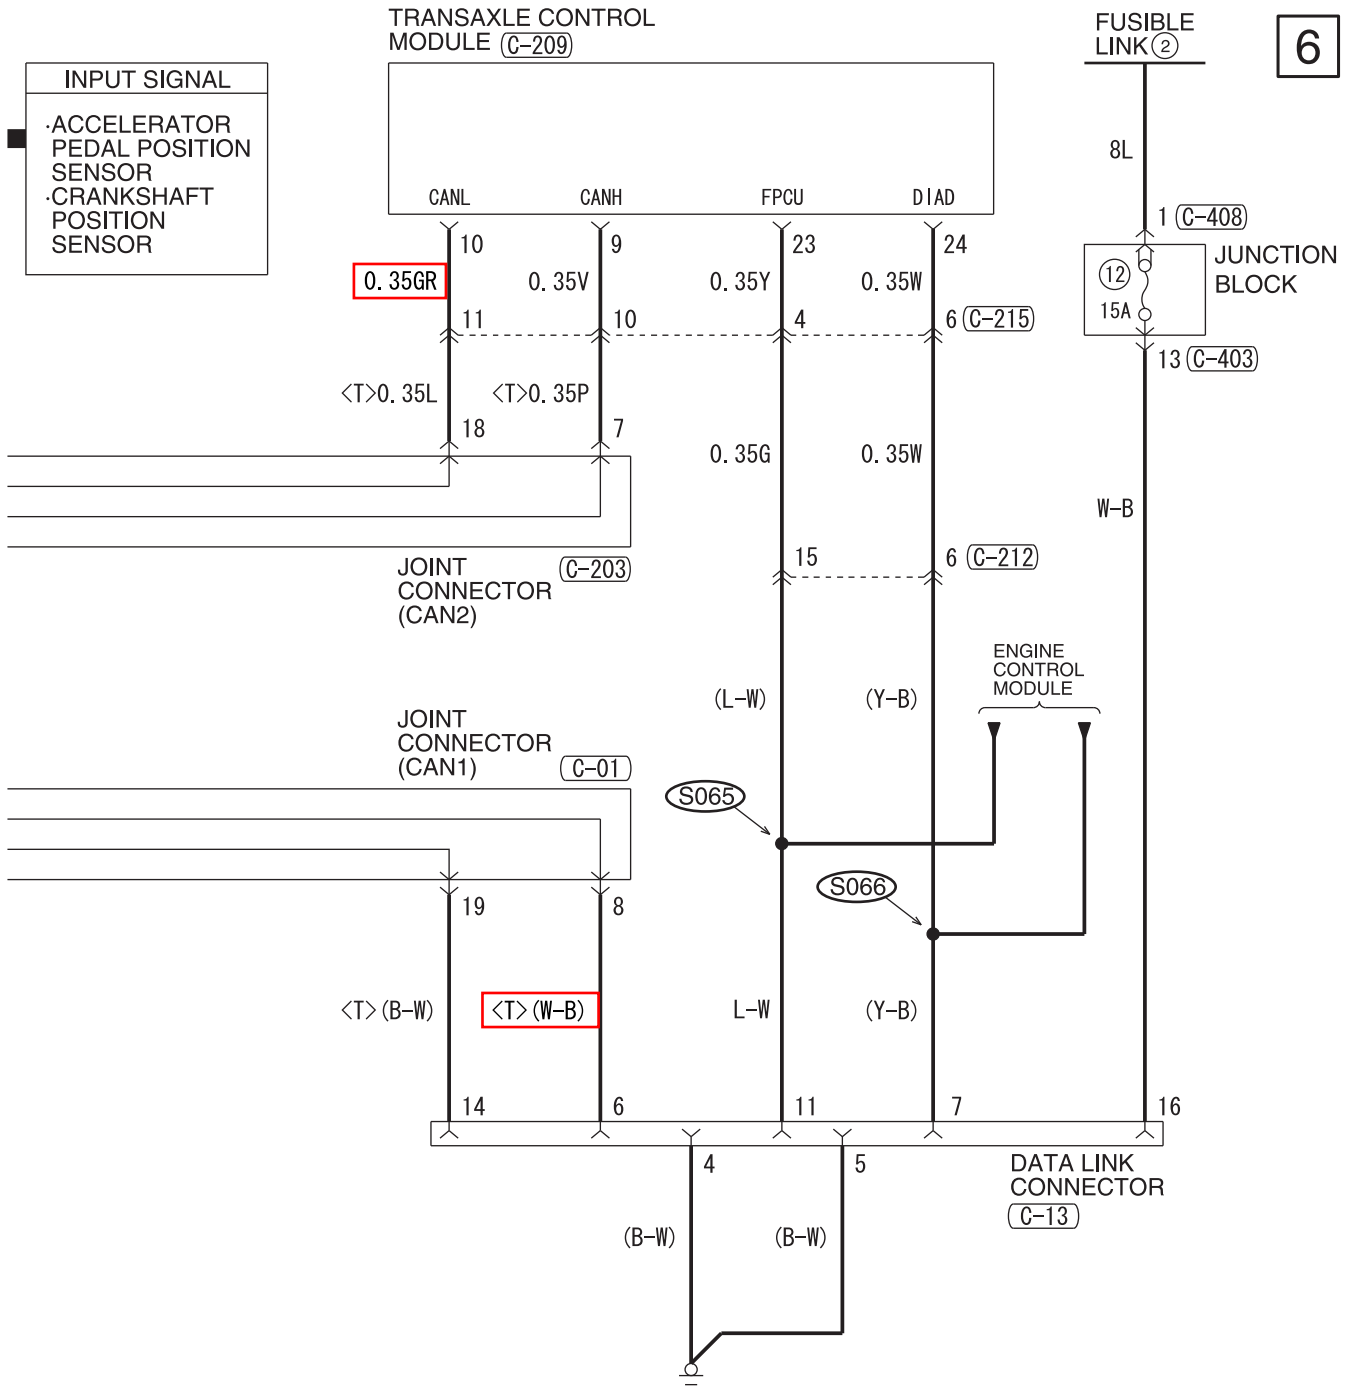 TRANSAXLE CONTROL
MODULE (C-209)
FUSIBLE
LINK ②
6
INPUT SIGNAL
·ACCELERATOR
PEDAL POSITION
SENSOR
·CRANKSHAFT
POSITION
SENSOR
8L
CANL CANH FPCU DIAD
1 (C-408)
10 9 23 24
JUNCTION
BLOCK
⑫
15A
0.35GR 0.35V 0.35Y 0.35W
11 10 4 6 (C-215)
13 (C-403)
<T>0.35L <T>0.35P
18 7
0.35G 0.35W
W-B
15 6 (C-212)
JOINT
CONNECTOR
(CAN2)
(C-203)
ENGINE
CONTROL
MODULE
(L-W) (Y-B)
JOINT
CONNECTOR
(CAN1)
(C-01)
S065
S066
19 8
<T>(B-W) <T>(W-B) L-W (Y-B)
14 6 11 7 16
4 5
DATA LINK
CONNECTOR
(C-13)
(B-W) (B-W)